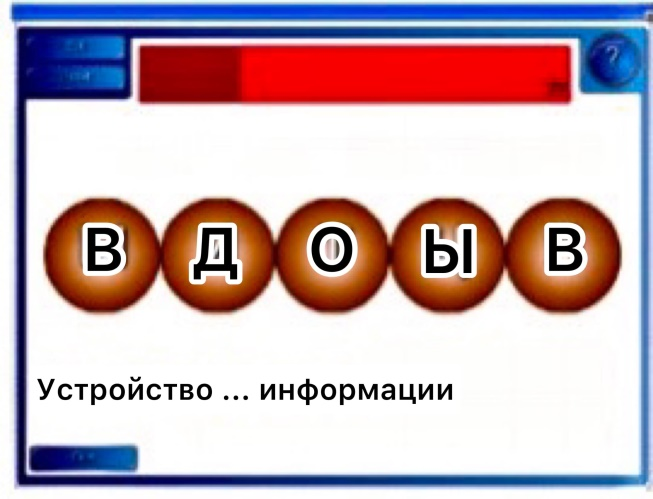 В Д О Ы В
Устройство ... информации